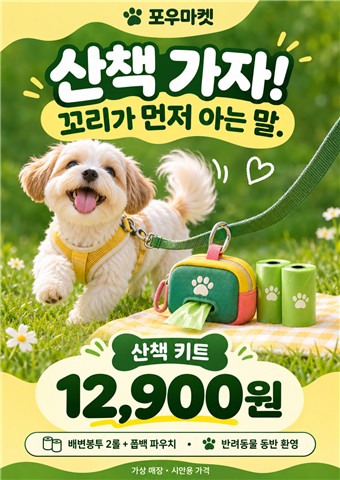 포우마켓
산책 가자!
꼬리가 먼저 아는 말.
산책 키트
12,900원
배변봉투 2롤 + 풉백 파우치 • 반려동물 동반 환영
가상 매장 • 시안용 가격